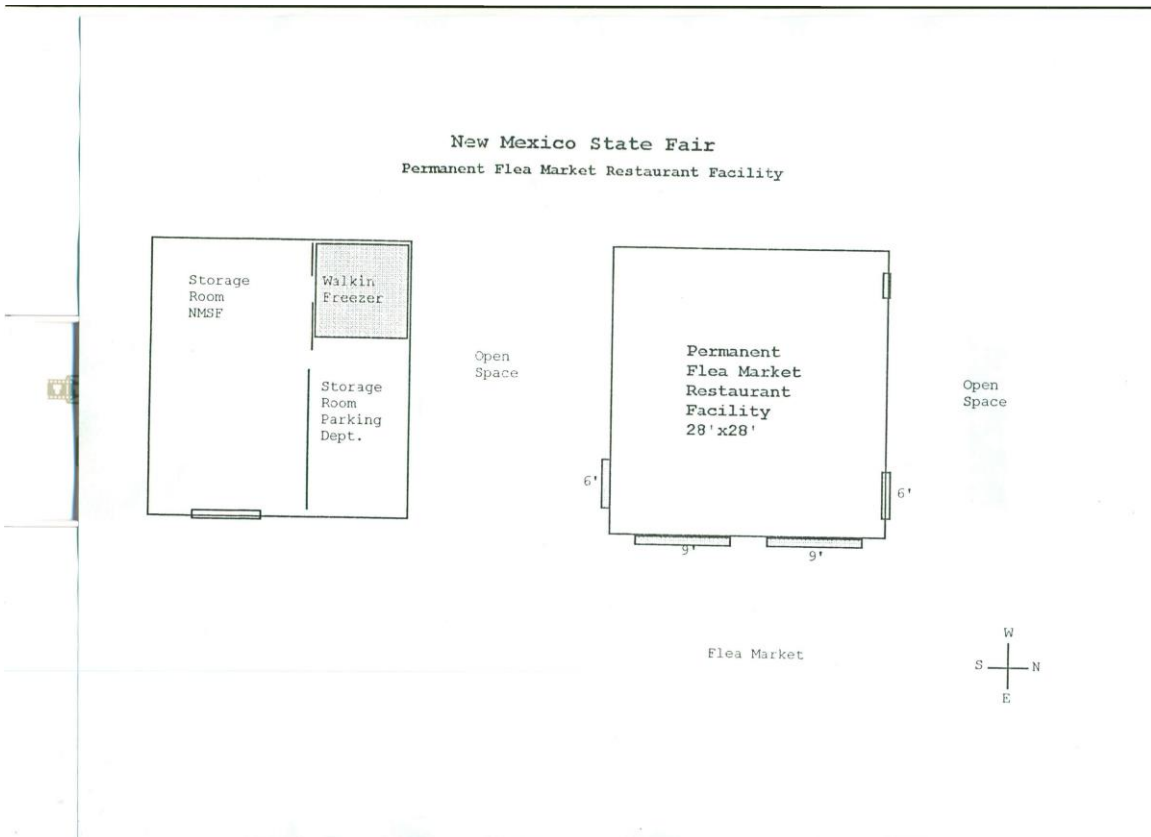 New Mexico State Fair
Permanent Flea Market Restaurant Facility
Storage
Room
NMSF
Walkin
Freezer
Storage
Room
Parking
Dept.
Open
Space
Permanent
Flea Market
Restaurant
Facility
28'x28'
Open
Space
6'
6'
9'
9'
Flea Market
W
S
N
E